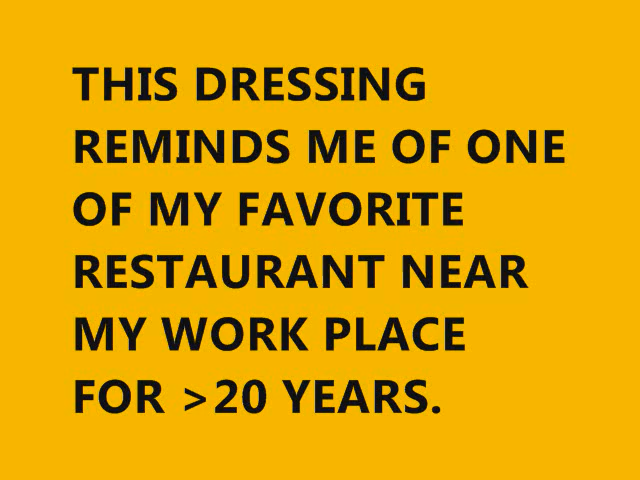 THIS DRESSING
REMINDS ME OF ONE
OF MY FAVORITE
RESTAURANT NEAR
MY WORK PLACE
FOR >20 YEARS.